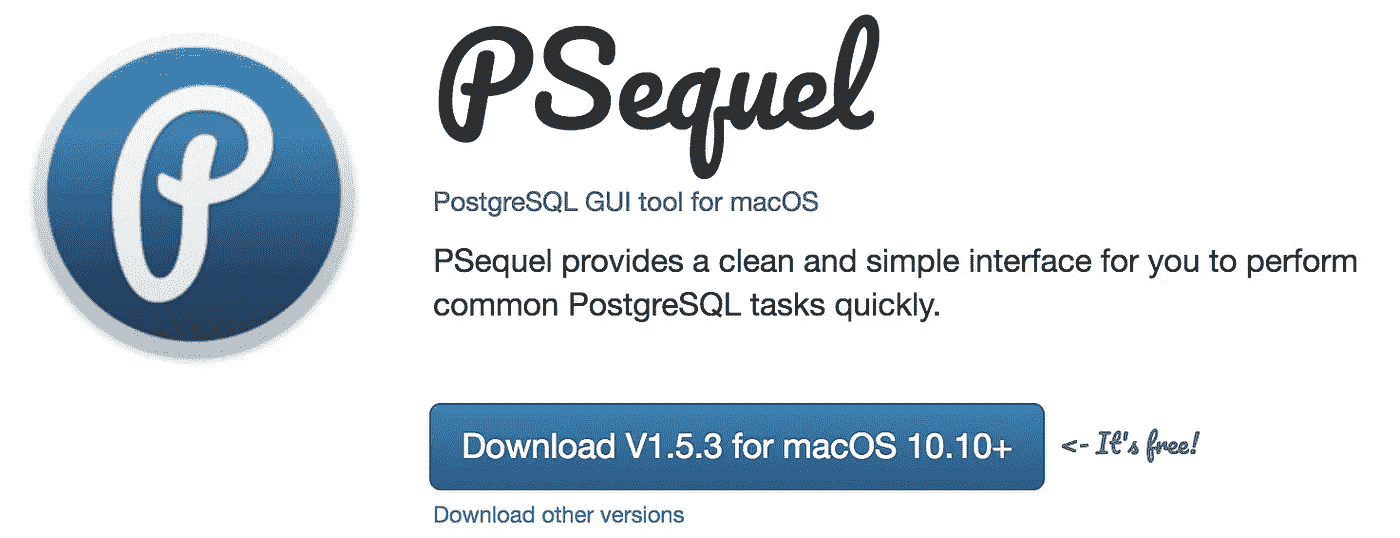 P
PSequel
PostgreSQL GUI tool for macOS
PSequel provides a clean and simple interface for you to perform
common PostgreSQL tasks quickly.
Download V1.5.3 for macOS 10.10+
<- It's free!
Download other versions